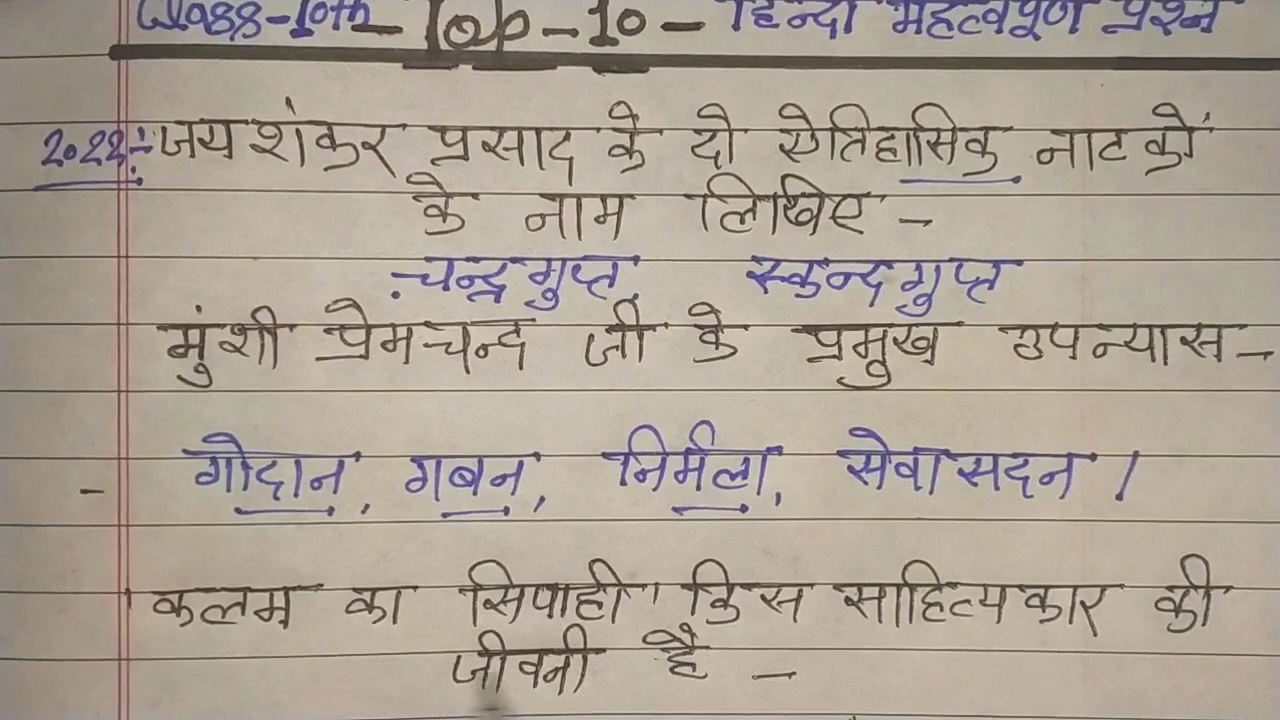 Class-10th - Top-10 - हिन्दी महत्वपूर्ण प्रश्न
2022:- जयशंकर प्रसाद के दो ऐतिहासिक नाटकों
के नाम लिखिए -
चन्द्रगुप्त, स्कन्दगुप्त
मुंशी प्रेमचन्द जी के प्रमुख उपन्यास-
- गोदान, गबन, निर्मला, सेवासदन।
कलम का सिपाही' किस साहित्यकार की
जीवनी है -